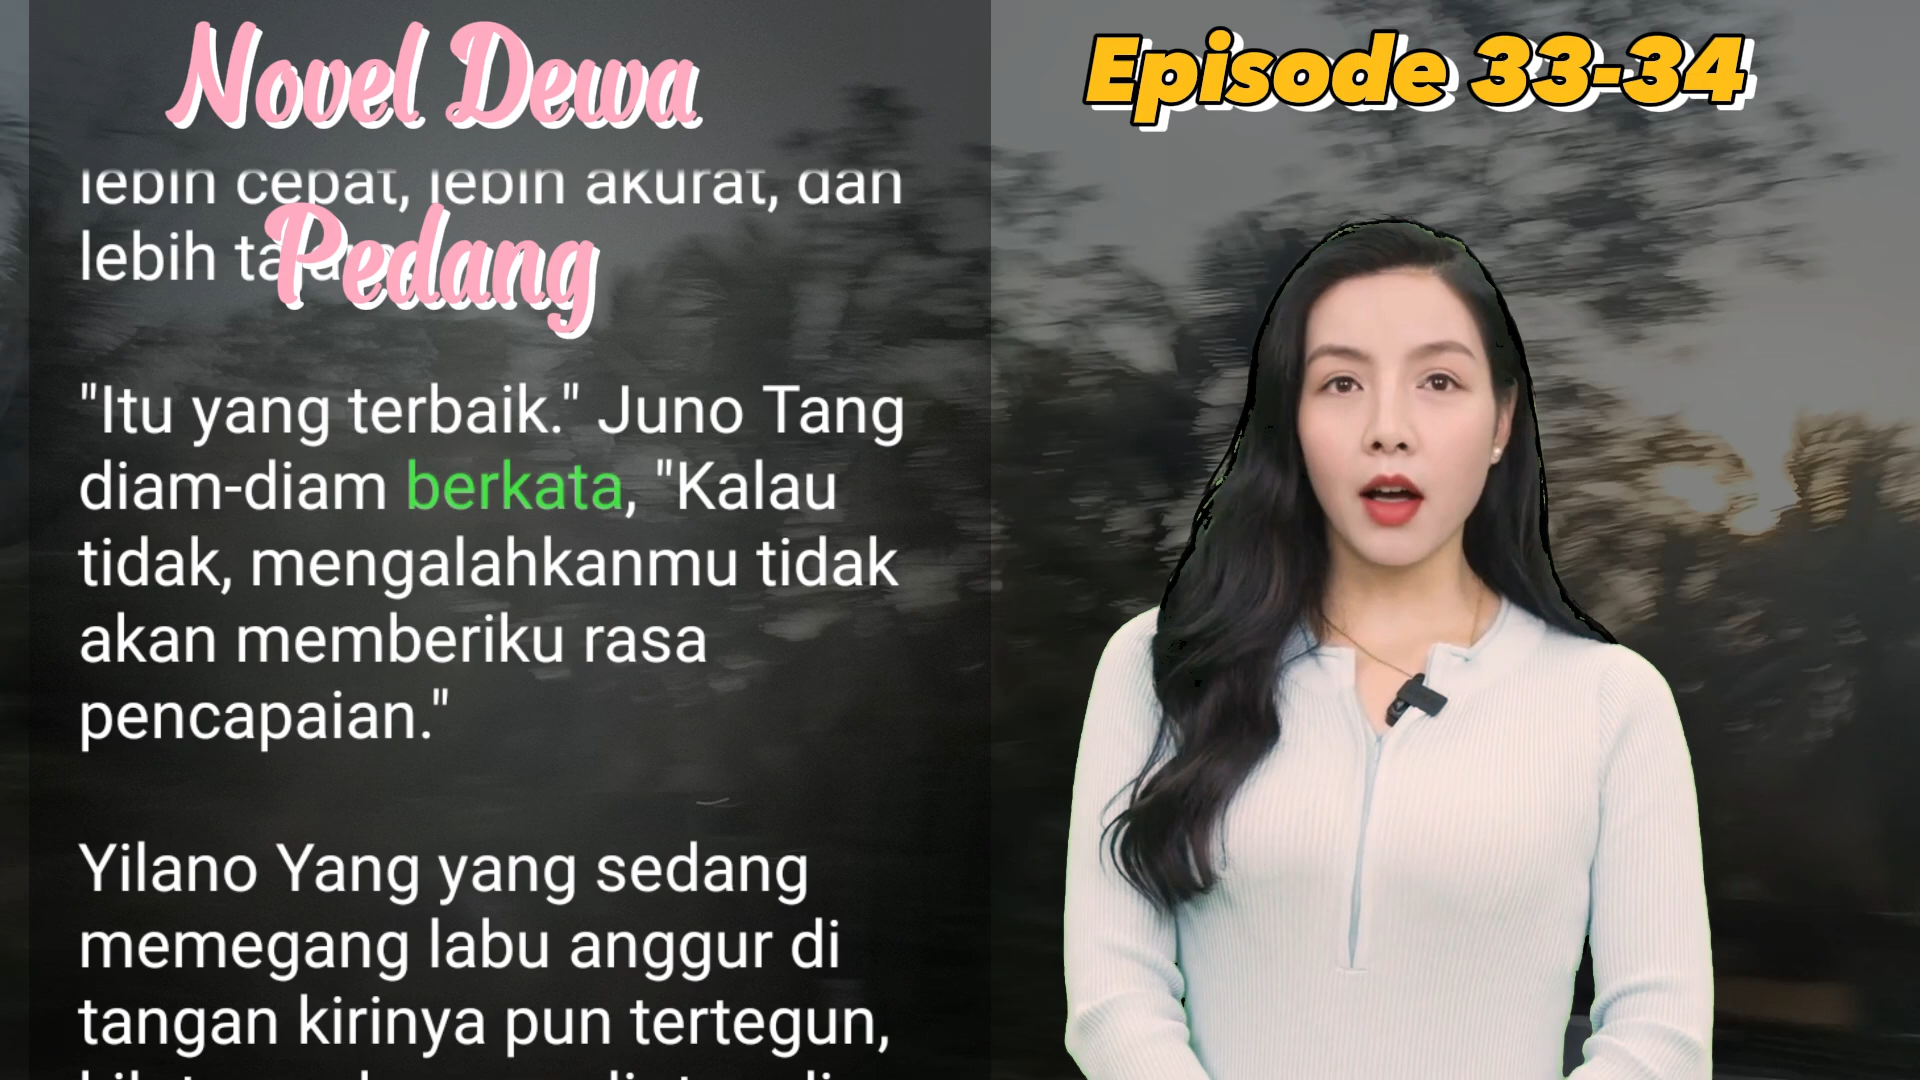 Novel Dewa
Pedang
Episode 33-34
lebih cepat, lebih akurat, dan
lebih
"Itu yang terbaik." Juno Tang
diam-diam berkata, "Kalau
tidak, mengalahkanmu tidak
akan memberiku rasa
pencapaian."
Yilano Yang yang sedang
memegang labu anggur di
tangan kirinya pun tertegun,